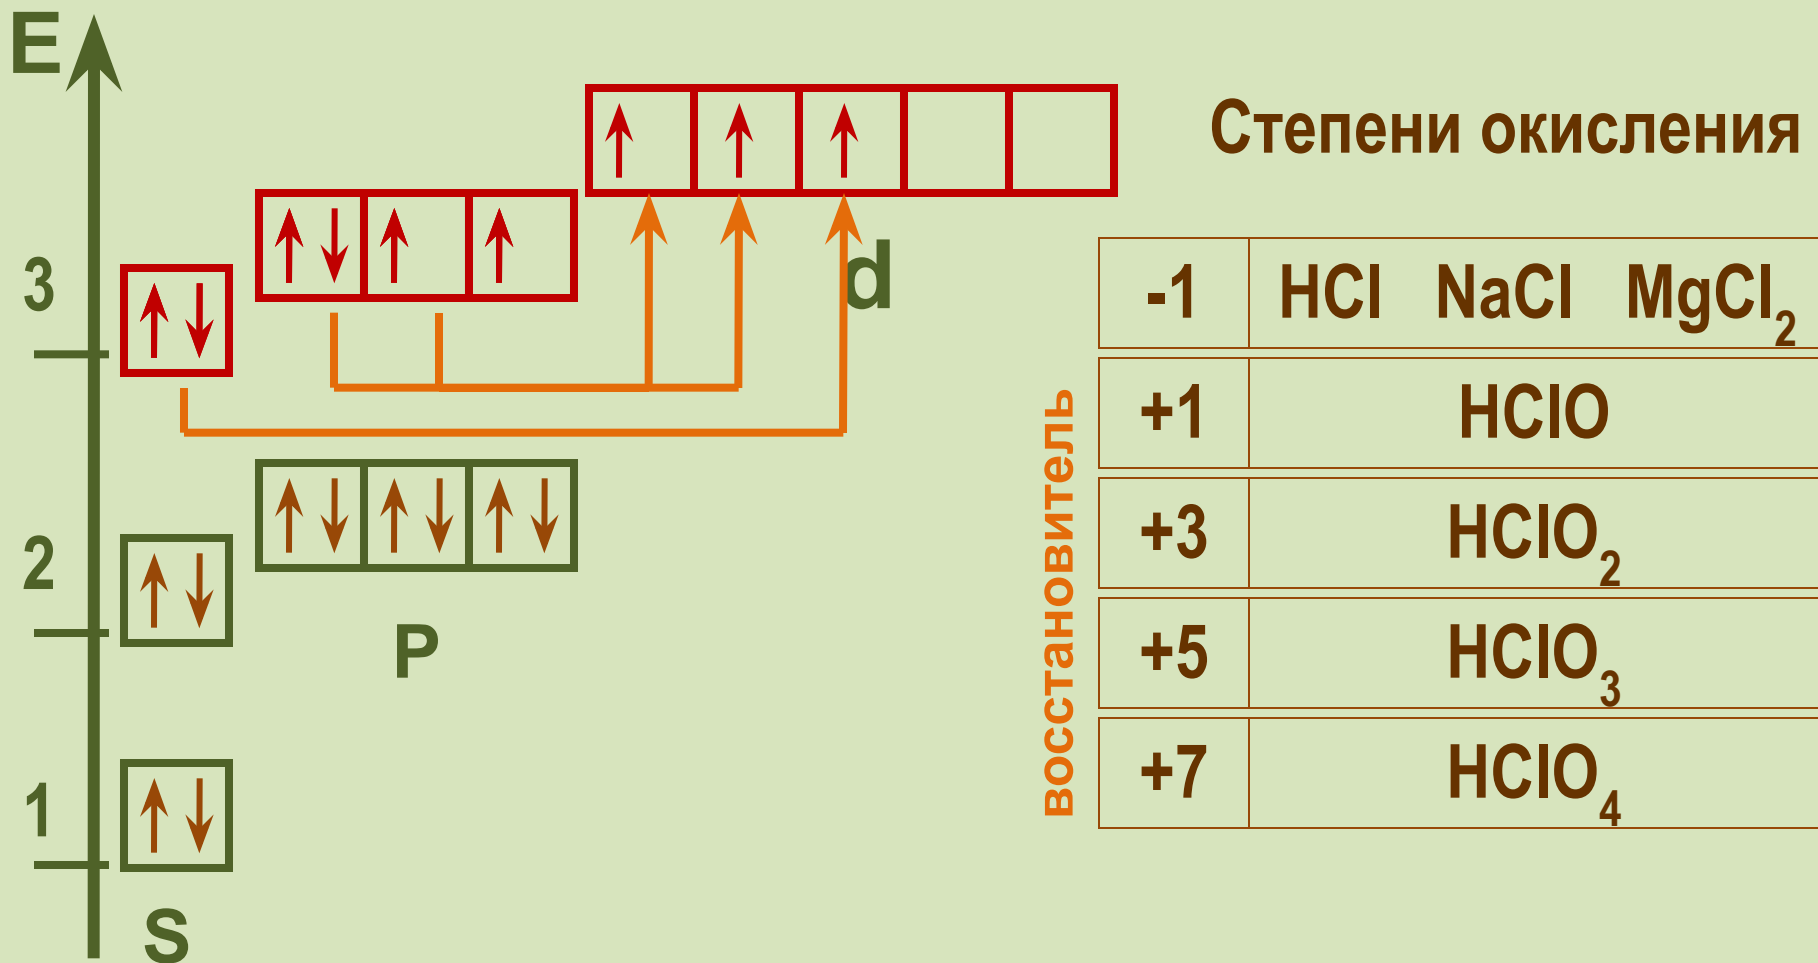 E
Степени окисления
3
d
-1 HCl NaCl MgCl₂
+1 HClO
2
+3 HClO₂
P
+5 HClO₃
1
+7 HClO₄
S
восстановитель